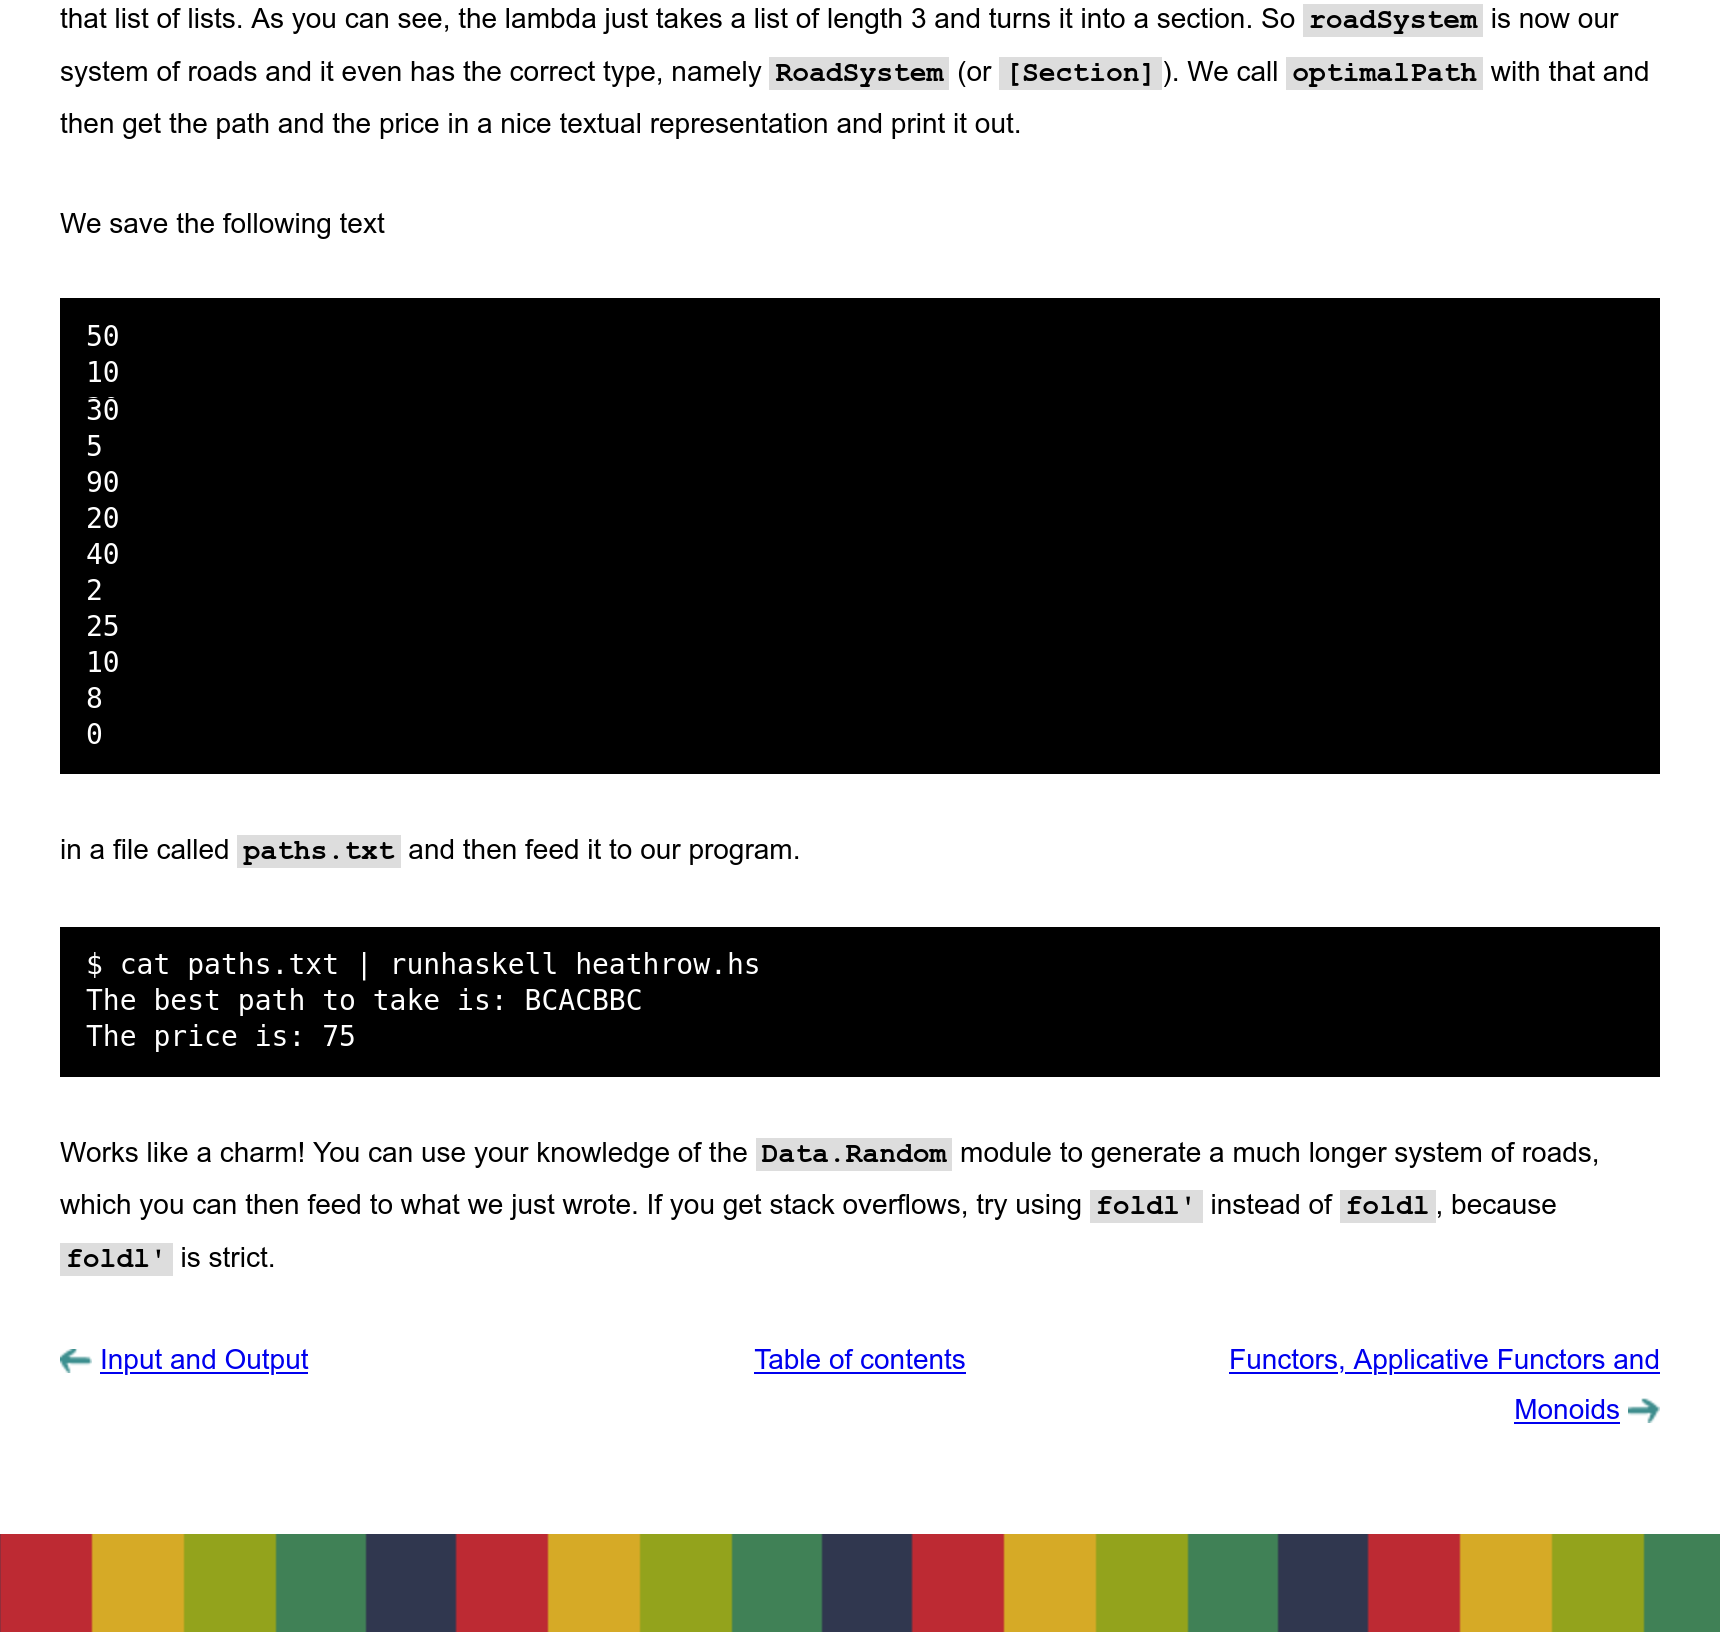 that list of lists. As you can see, the lambda just takes a list of length 3 and turns it into a section. So roadSystem is now our
system of roads and it even has the correct type, namely RoadSystem (or [Section]). We call optimalPath with that and
then get the path and the price in a nice textual representation and print it out.
We save the following text
50
10
30
5
90
20
40
2
25
10
8
0
in a file called paths.txt and then feed it to our program.
$ cat paths.txt | runhaskell heathrow.hs
The best path to take is: BCACBBC
The price is: 75
Works like a charm! You can use your knowledge of the Data.Random module to generate a much longer system of roads,
which you can then feed to what we just wrote. If you get stack overflows, try using foldl' instead of foldl, because
foldl' is strict.
Input and Output
Table of contents
Functors, Applicative Functors and
Monoids